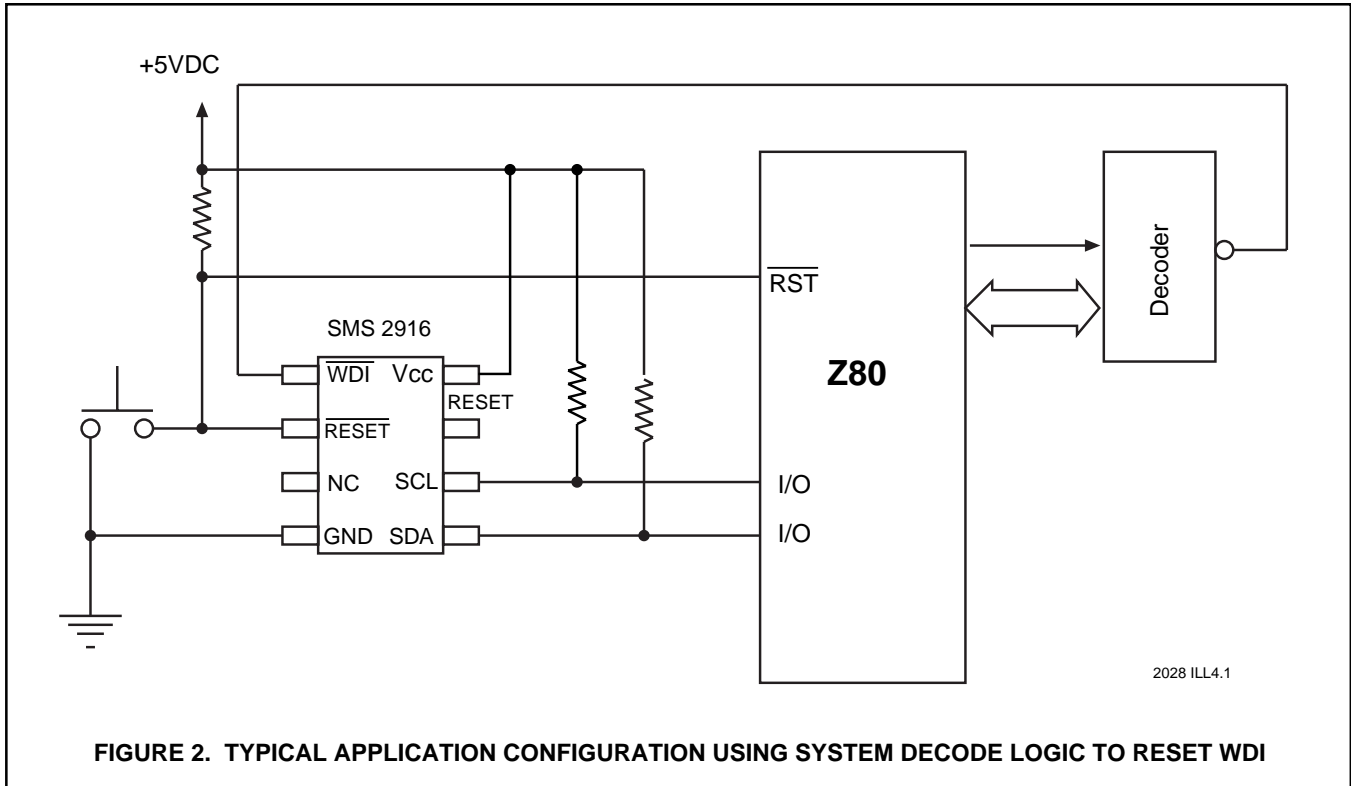 +5VDC
SMS 2916
WDI Vcc
RESET
RESET
NC SCL
GND SDA
RST
Z80
I/O
I/O
Decoder
2028 ILL4.1
FIGURE 2. TYPICAL APPLICATION CONFIGURATION USING SYSTEM DECODE LOGIC TO RESET WDI